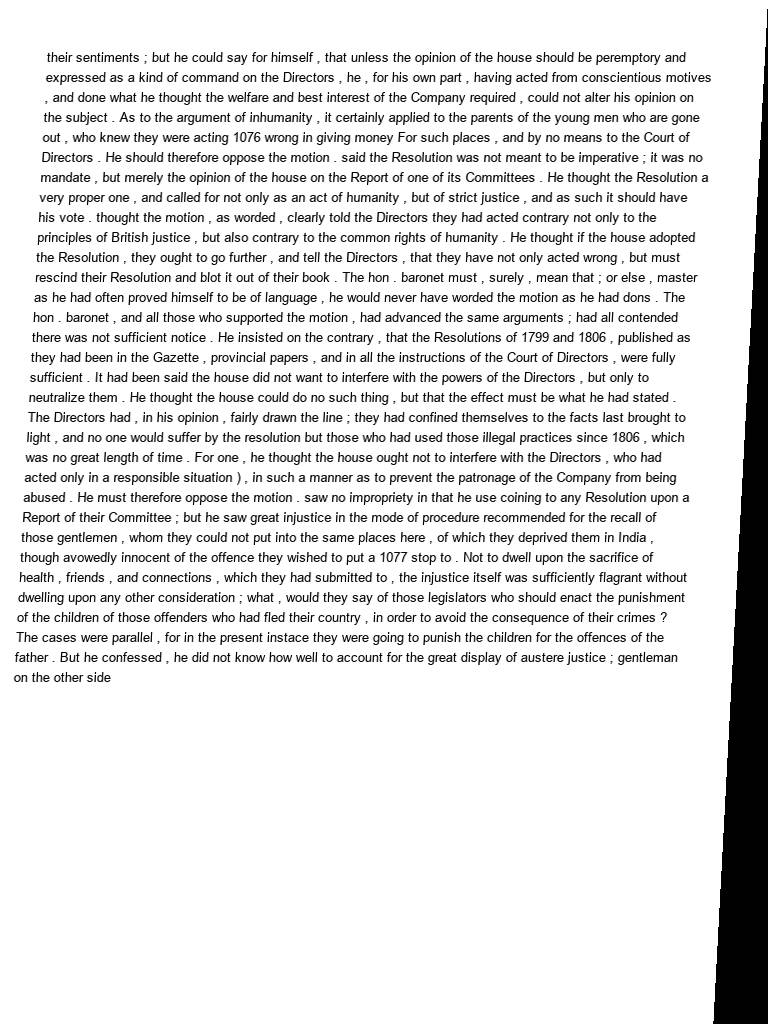 their sentiments ; but he could say for himself , that unless the opinion of the house should be peremptory and
expressed as a kind of command on the Directors , he , for his own part , having acted from conscientious motives
, and done what he thought the welfare and best interest of the Company required , could not alter his opinion on
the subject . As to the argument of inhumanity , it certainly applied to the parents of the young men who are gone
out , who knew they were acting 1076 wrong in giving money For such places , and by no means to the Court of
Directors . He should therefore oppose the motion . said the Resolution was not meant to be imperative ; it was no
mandate , but merely the opinion of the house on the Report of one of its Committees . He thought the Resolution a
very proper one , and called for not only as an act of humanity , but of strict justice , and as such it should have
his vote . thought the motion , as worded , clearly told the Directors they had acted contrary not only to the
principles of British justice , but also contrary to the common rights of humanity . He thought if the house adopted
the Resolution , they ought to go further , and tell the Directors , that they have not only acted wrong , but must
rescind their Resolution and blot it out of their book . The hon . baronet must , surely , mean that ; or else , master
as he had often proved himself to be of language , he would never have worded the motion as he had dons . The
hon . baronet , and all those who supported the motion , had advanced the same arguments ; had all contended
there was not sufficient notice . He insisted on the contrary , that the Resolutions of 1799 and 1806 , published as
they had been in the Gazette , provincial papers , and in all the instructions of the Court of Directors , were fully
sufficient . It had been said the house did not want to interfere with the powers of the Directors , but only to
neutralize them . He thought the house could do no such thing , but that the effect must be what he had stated .
The Directors had , in his opinion , fairly drawn the line ; they had confined themselves to the facts last brought to
light , and no one would suffer by the resolution but those who had used those illegal practices since 1806 , which
was no great length of time . For one , he thought the house ought not to interfere with the Directors , who had
acted only in a responsible situation ) , in such a manner as to prevent the patronage of the Company from being
abused . He must therefore oppose the motion . saw no impropriety in that he use coining to any Resolution upon a
Report of their Committee ; but he saw great injustice in the mode of procedure recommended for the recall of
those gentlemen , whom they could not put into the same places here , of which they deprived them in India ,
though avowedly innocent of the offence they wished to put a 1077 stop to . Not to dwell upon the sacrifice of
health , friends , and connections , which they had submitted to , the injustice itself was sufficiently flagrant without
dwelling upon any other consideration ; what , would they say of those legislators who should enact the punishment
of the children of those offenders who had fled their country , in order to avoid the consequence of their crimes ?
The cases were parallel , for in the present instace they were going to punish the children for the offences of the
father . But he confessed , he did not know how well to account for the great display of austere justice ; gentleman
on the other side